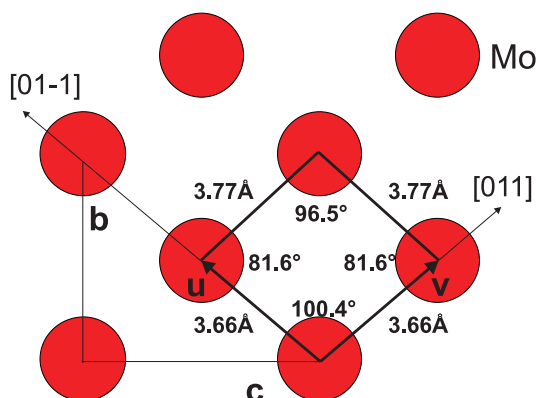 Mo
[01-1]
[011]
3.77Å
3.77Å
96.5°
b
81.6°
81.6°
u
v
100.4°
3.66Å
3.66Å
c